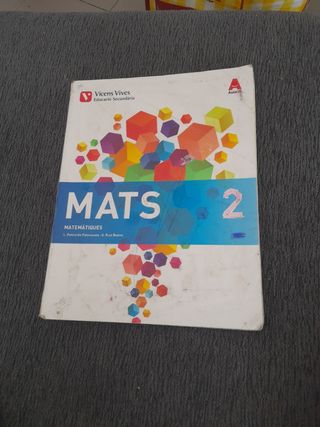 Vicens Vives
Educació Secundària
MATS 2
MATEMÀTIQUES